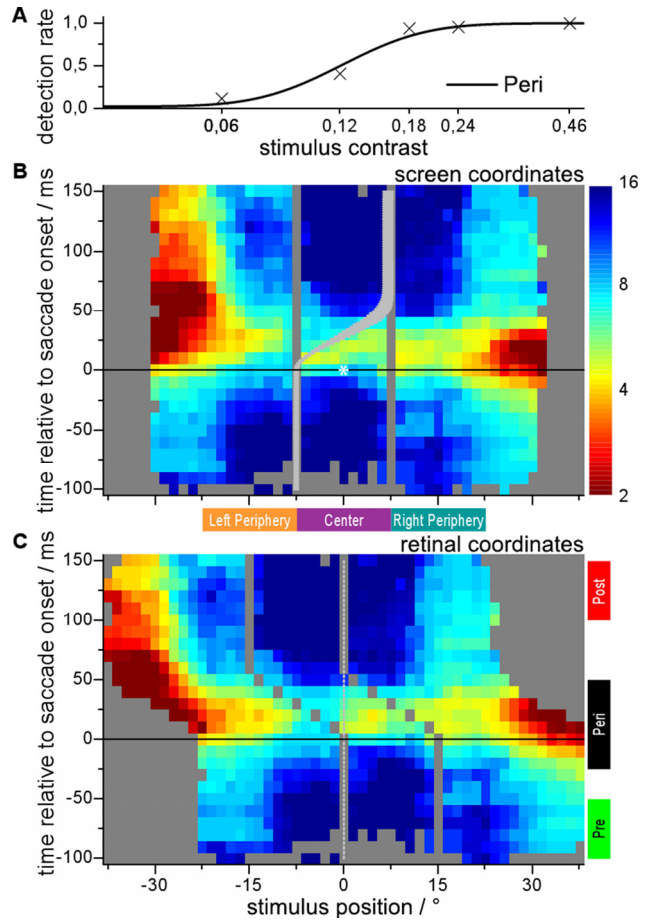 A
detection rate
1,0
0,5
0,0
Peri
0,06
0,12
0,18
0,24
0,46
stimulus contrast
B
screen coordinates
time relative to saccade onset / ms
150
100
50
0
-50
-100
*
16
8
4
2
Left Periphery
Center
Right Periphery
C
retinal coordinates
time relative to saccade onset / ms
150
100
50
0
-50
-100
Post
Peri
Pre
-30
-15
0
15
30
stimulus position / °